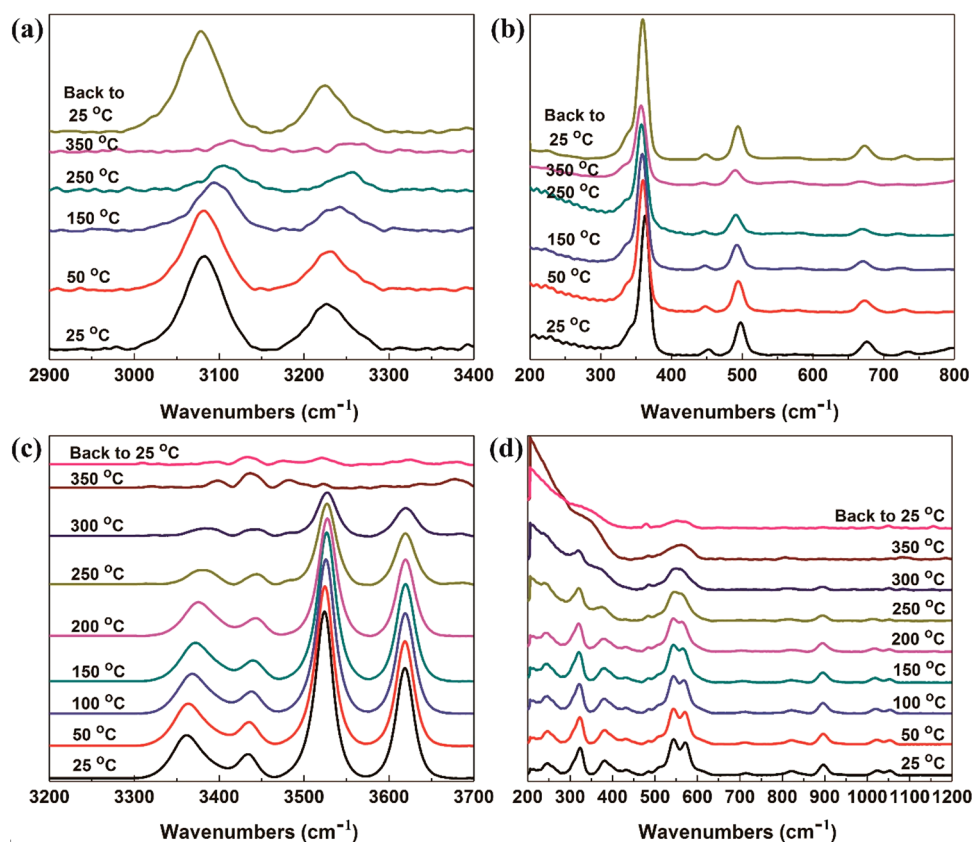 (a)
Back to
25 °C
350 °C
250 °C
150 °C
50 °C
25 °C
2900 3000 3100 3200 3300 3400
Wavenumbers (cm⁻¹)
(b)
Back to
25 °C
350 °C
250 °C
150 °C
50 °C
25 °C
200 300 400 500 600 700 800
Wavenumbers (cm⁻¹)
(c)
Back to 25 °C
350 °C
300 °C
250 °C
200 °C
150 °C
100 °C
50 °C
25 °C
3200 3300 3400 3500 3600 3700
Wavenumbers (cm⁻¹)
(d)
Back to 25 °C
350 °C
300 °C
250 °C
200 °C
150 °C
100 °C
50 °C
25 °C
200 300 400 500 600 700 800 900 1000 1100 1200
Wavenumbers (cm⁻¹)